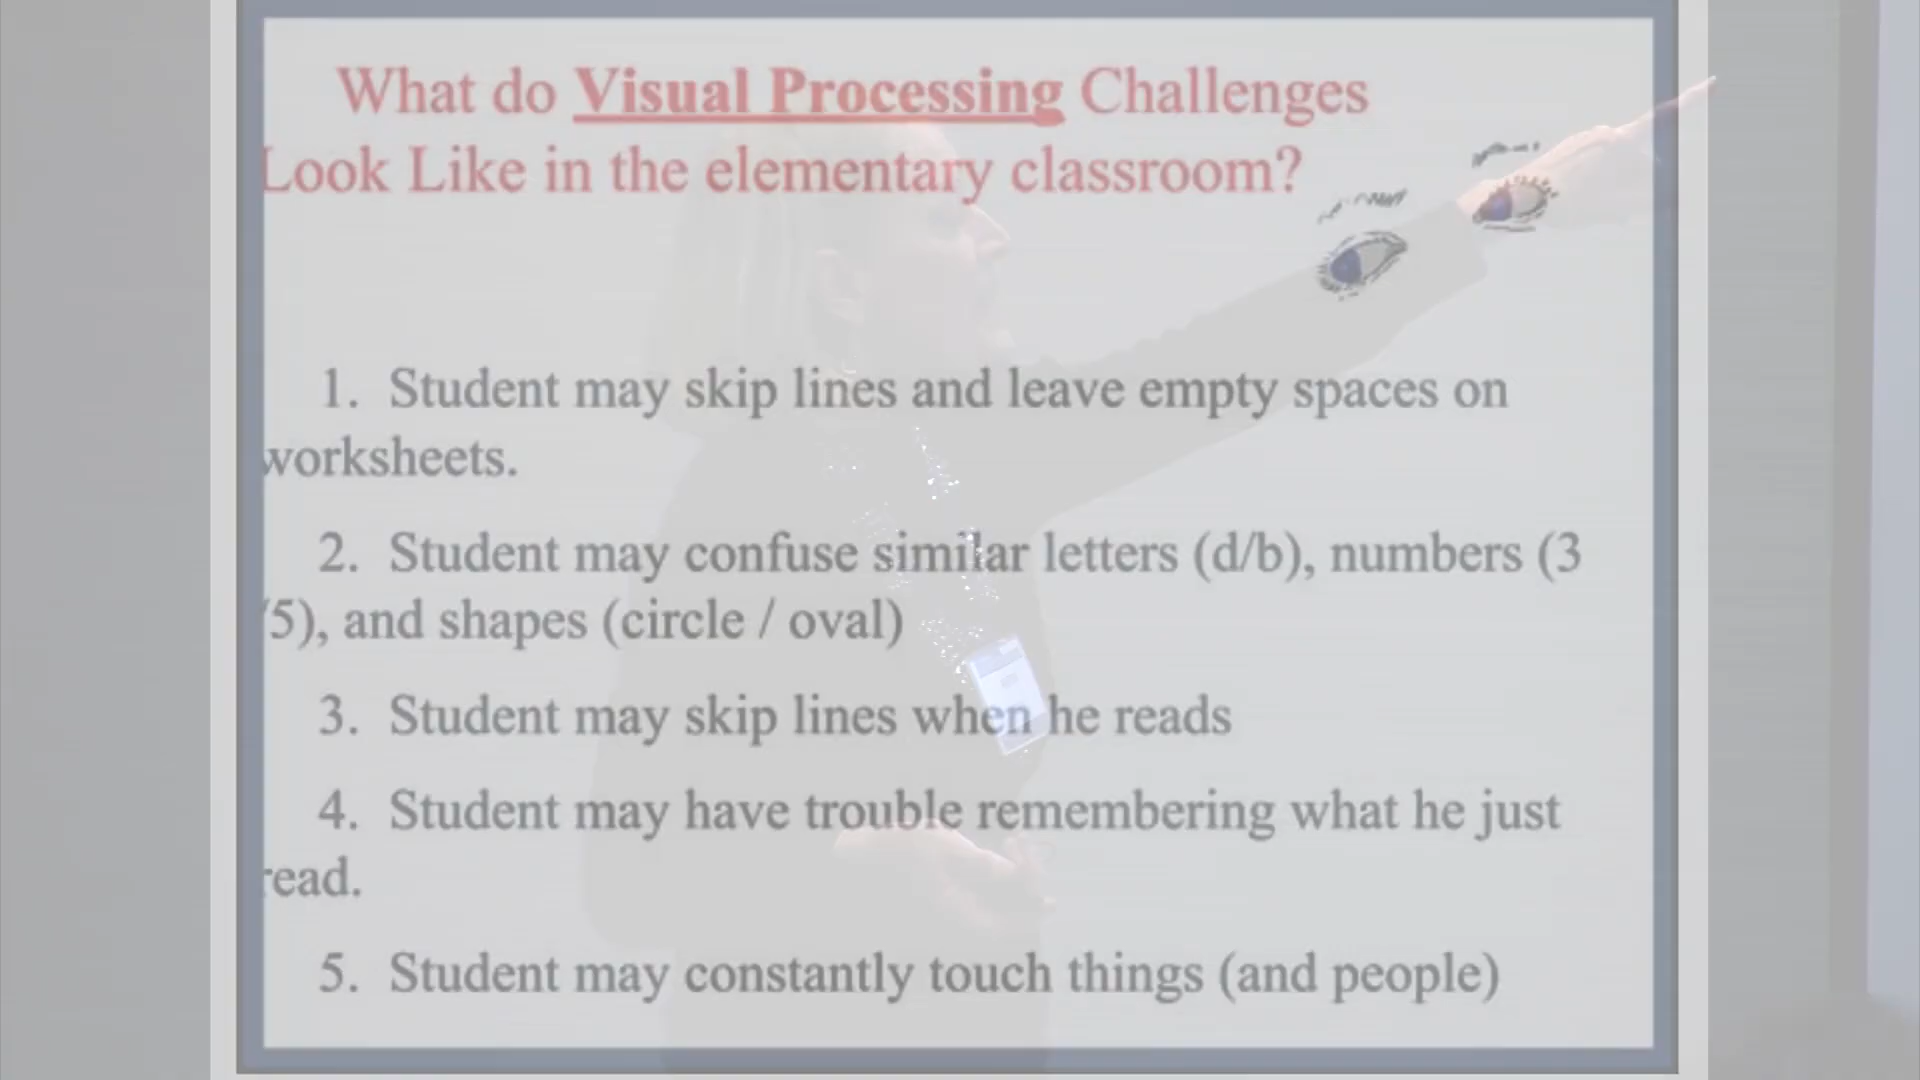 What do Visual Processing Challenges
Look Like in the elementary classroom?
1. Student may skip lines and leave empty spaces on
worksheets.
2. Student may confuse similar letters (d/b), numbers (3
/5), and shapes (circle / oval)
3. Student may skip lines when he reads
4. Student may have trouble remembering what he just
read.
5. Student may constantly touch things (and people)